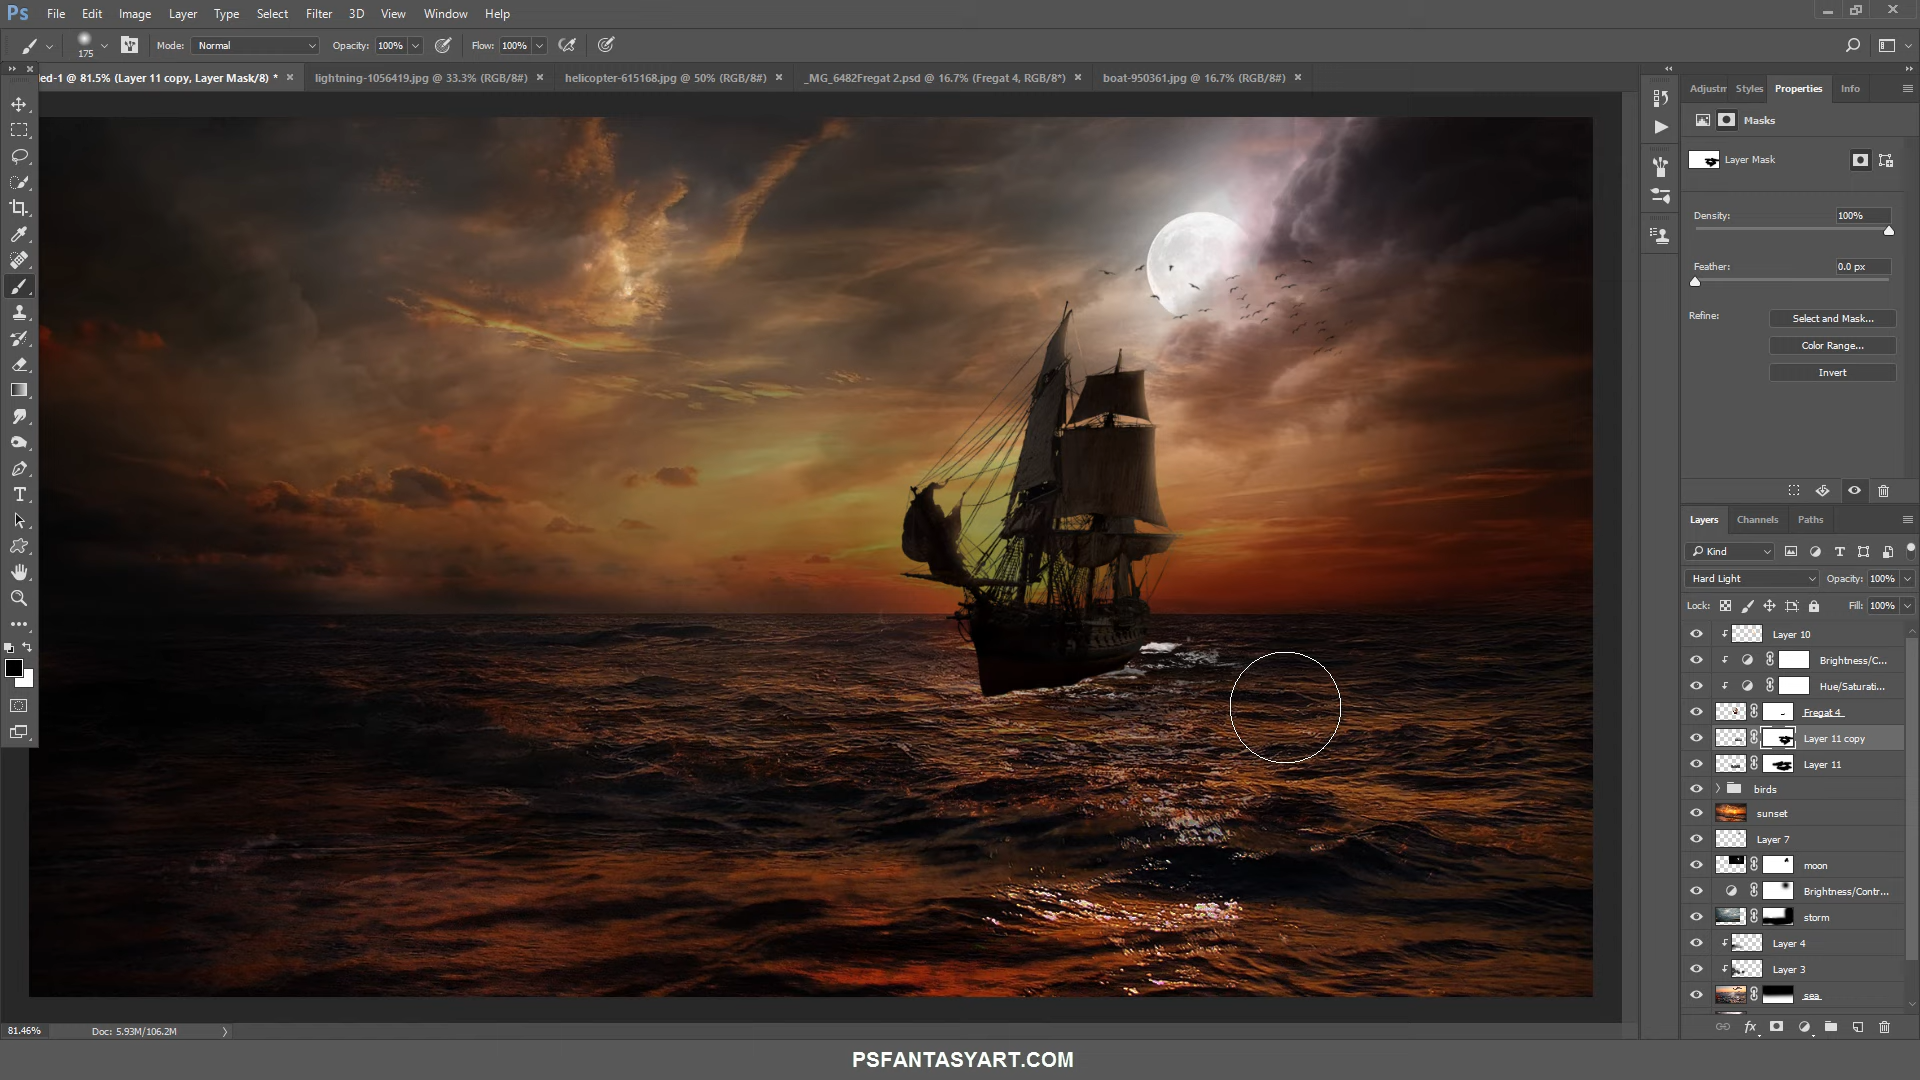 Ps File Edit Image Layer Type Select Filter 3D View Window Help
175 Mode: Normal Opacity: 100% Flow: 100%
ed-1 @ 81.5% (Layer 11 copy, Layer Mask/8) * × lightning-1056419.jpg @ 33.3% (RGB/8#) × helicopter-615168.jpg @ 50% (RGB/8#) × _MG_6482Fregat 2.psd @ 16.7% (Fregat 4, RGB/8*) × boat-950361.jpg @ 16.7% (RGB/8#) ×
Adjustm Styles Properties Info
Masks
Layer Mask
Density: 100%
Feather: 0.0 px
Refine: Select and Mask...
Color Range...
Invert
Layers Channels Paths
Kind
Hard Light Opacity: 100%
Lock: Fill: 100%
Layer 10
Brightness/C...
Hue/Saturati...
Fregat 4
Layer 11 copy
Layer 11
birds
sunset
Layer 7
moon
Brightness/Contr...
storm
Layer 4
Layer 3
sea
81.46% Doc: 5.93M/106.2M
PSFANTASYART.COM